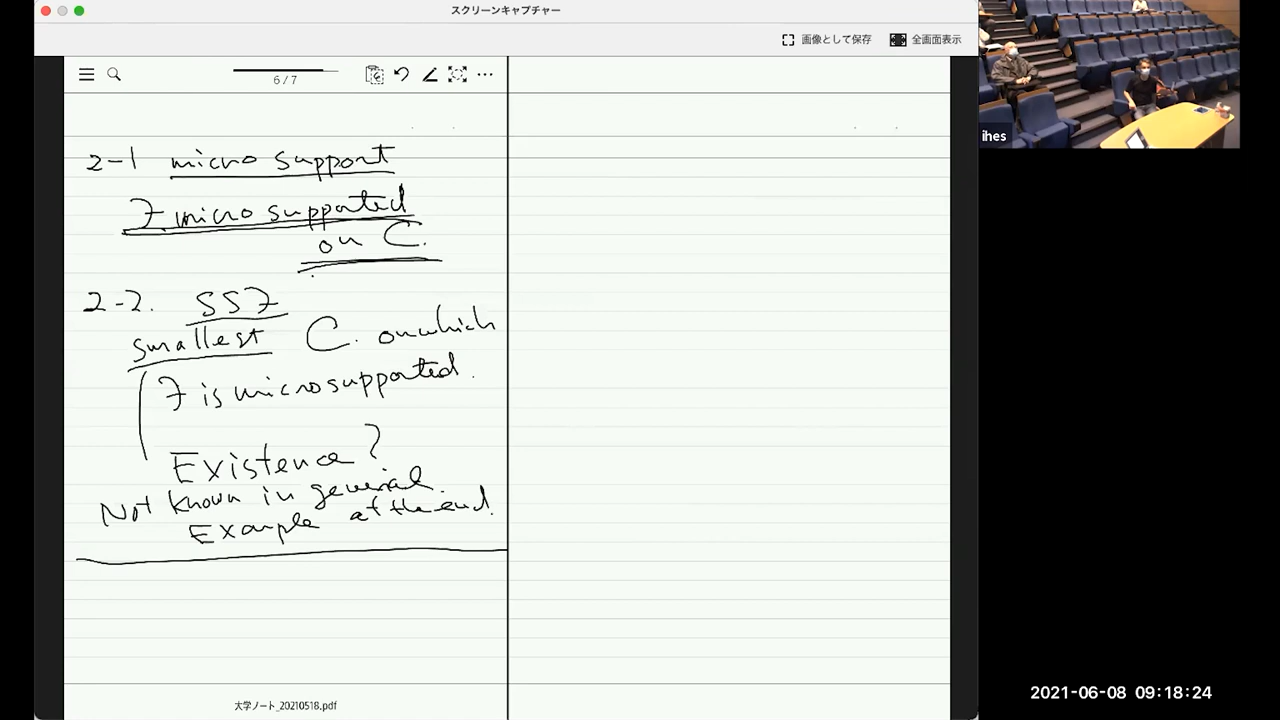 スクリーンキャプチャー
画像として保存 全画面表示
6/7
2-1 micro support
F micro supported
on C.
2-2. SSF
smallest C. on which
F is micro supported.
Existence?
Not known in general.
Example at the end.
大学ノート_20210518.pdf
ihes
2021-06-08 09:18:24